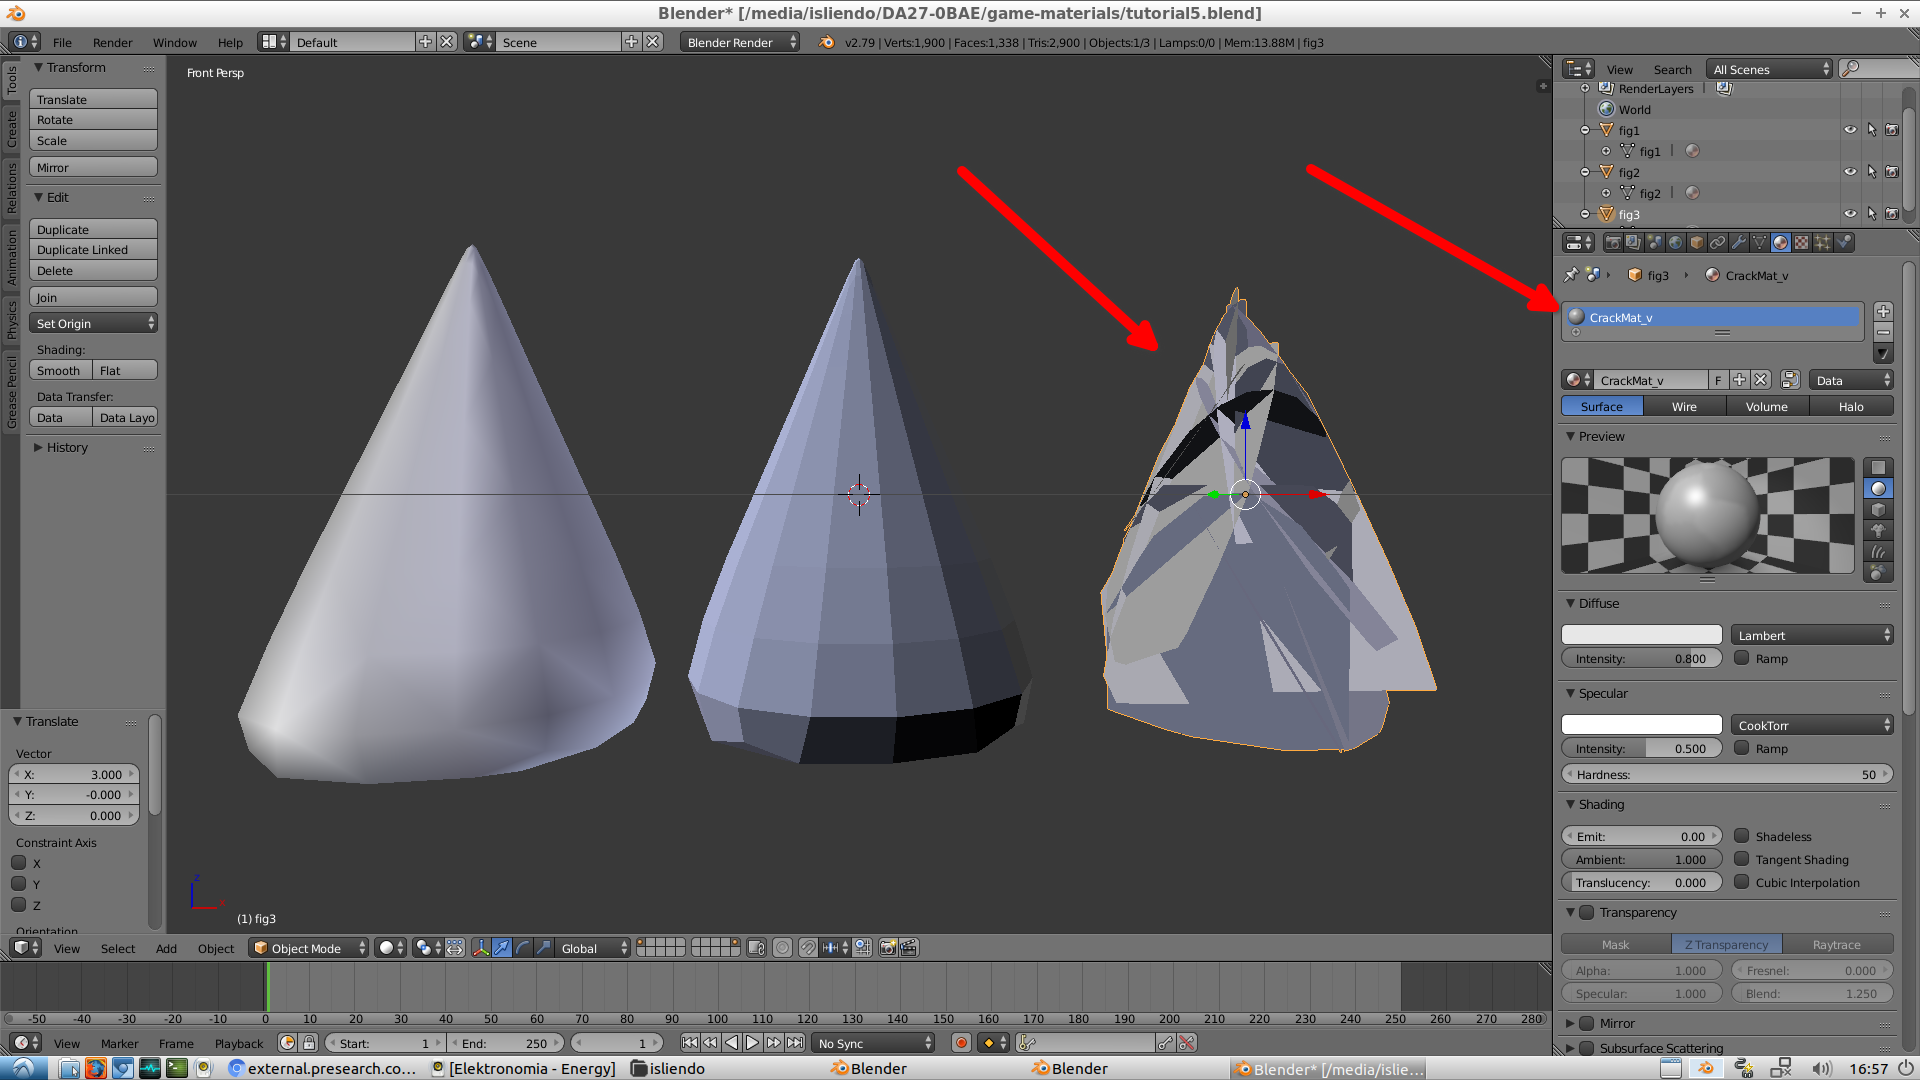 Blender* [/media/isliendo/DA27-0BAE/game-materials/tutorial5.blend]
File Render Window Help Default Scene Blender Render v2.79 | Verts:1,900 | Faces:1,338 | Tris:2,900 | Objects:1/3 | Lamps:0/0 | Mem:13.88M | fig3
Tools
Create
Relations
Animation
Physics
Grease Pencil
Transform
Translate
Rotate
Scale
Mirror
Edit
Duplicate
Duplicate Linked
Delete
Join
Set Origin
Shading:
Smooth Flat
Data Transfer:
Data Data Layo
History
Translate
Vector
X: 3.000
Y: -0.000
Z: 0.000
Constraint Axis
X
Y
Z
Orientation
Front Persp
z
(1) fig3
View Select Add Object Object Mode Global
View Search All Scenes
RenderLayers
World
fig1
fig1
fig2
fig2
fig3
fig3 CrackMat_v
CrackMat_v
CrackMat_v F Data
Surface Wire Volume Halo
Preview
Diffuse
Lambert
Intensity: 0.800 Ramp
Specular
CookTorr
Intensity: 0.500 Ramp
Hardness: 50
Shading
Emit: 0.00 Shadeless
Ambient: 1.000 Tangent Shading
Translucency: 0.000 Cubic Interpolation
Transparency
Mask Z Transparency Raytrace
Alpha: 1.000 Fresnel: 0.000
Specular: 1.000 Blend: 1.250
Mirror
Subsurface Scattering
-50 -40 -30 -20 -10 0 10 20 30 40 50 60 70 80 90 100 110 120 130 140 150 160 170 180 190 200 210 220 230 240 250 260 270 280
View Marker Frame Playback Start: 1 End: 250 1 No Sync
external.presearch.co... [Elektronomia - Energy] isliendo Blender Blender Blender* [/media/islie... 16:57